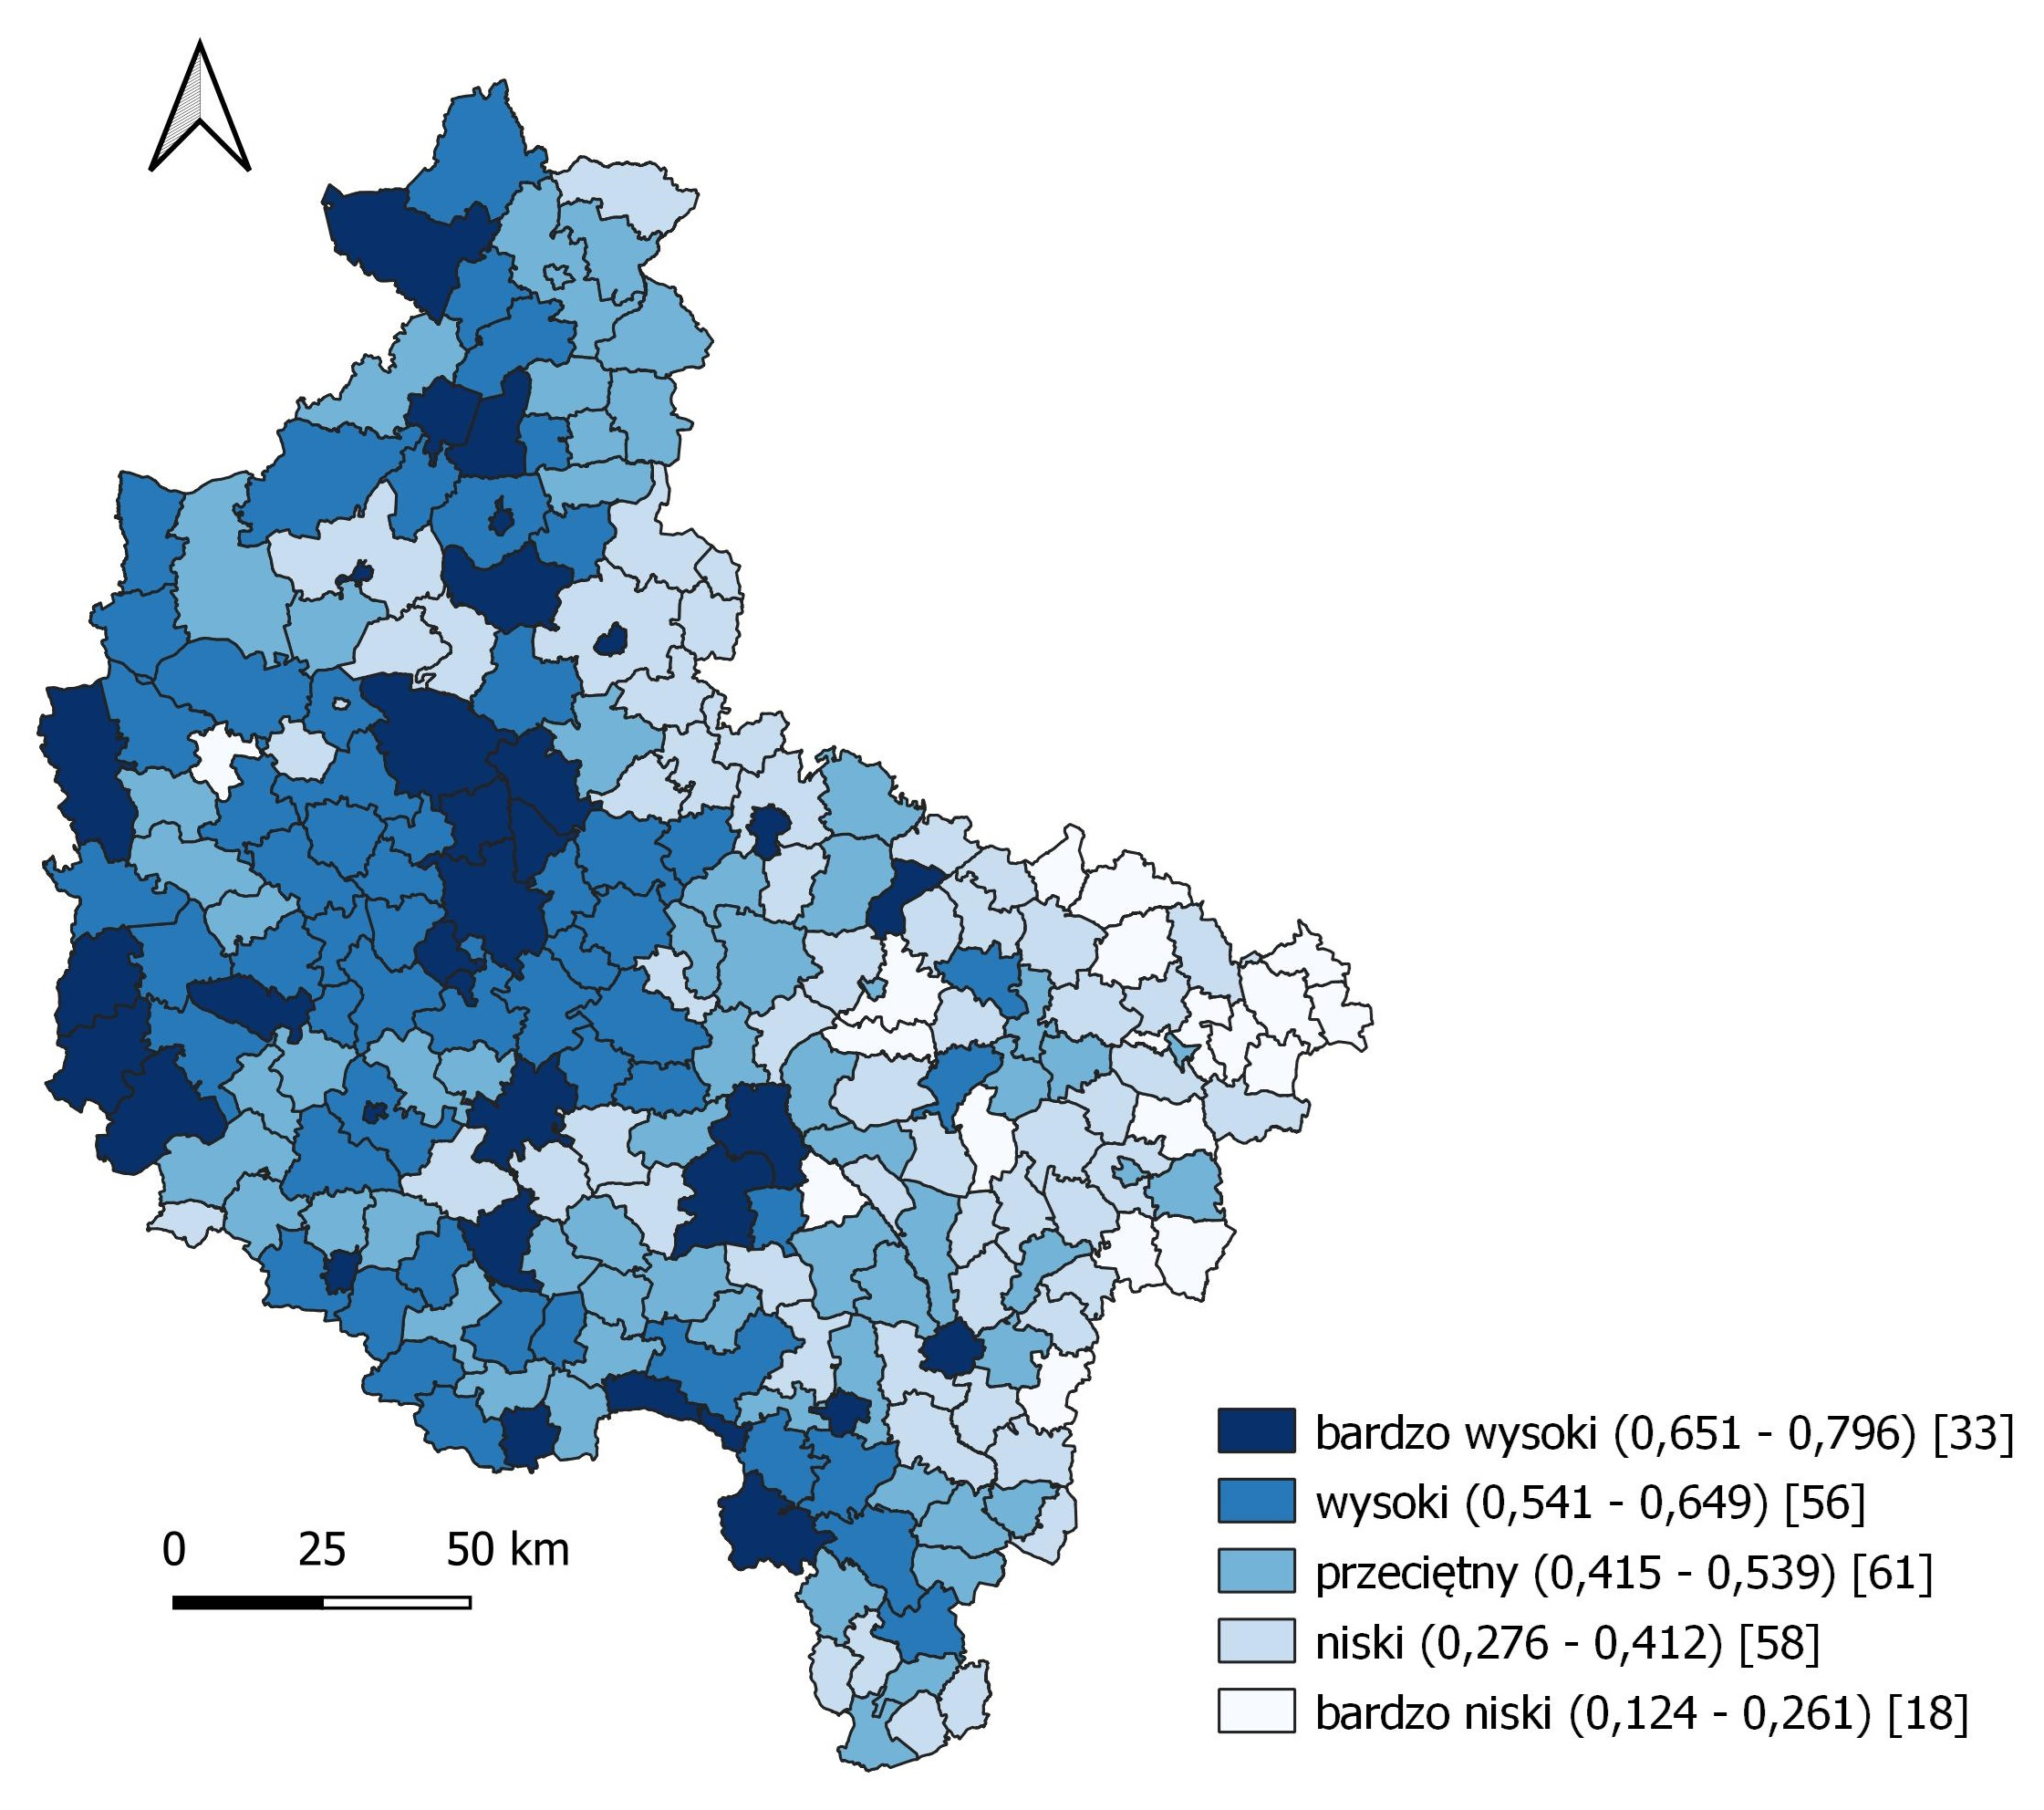 bardzo wysoki (0,651 - 0,796) [33]
wysoki (0,541 - 0,649) [56]
przeciętny (0,415 - 0,539) [61]
niski (0,276 - 0,412) [58]
bardzo niski (0,124 - 0,261) [18]
0 25 50 km